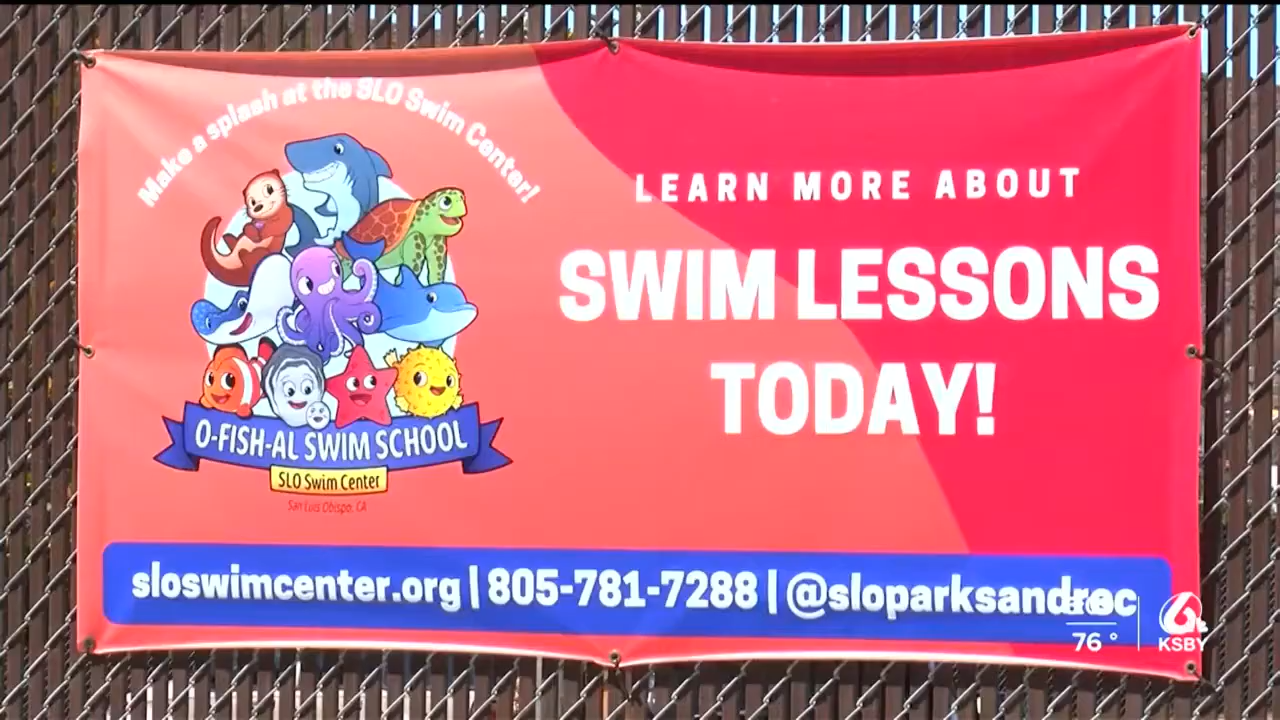 Make a splash at the SLO Swim Center!
LEARN MORE ABOUT
SWIM LESSONS
TODAY!
O-FISH-AL SWIM SCHOOL
SLO Swim Center
San Luis Obispo, CA
sloswimcenter.org | 805-781-7288 | @sloparksandrec
76°
6
KSBY